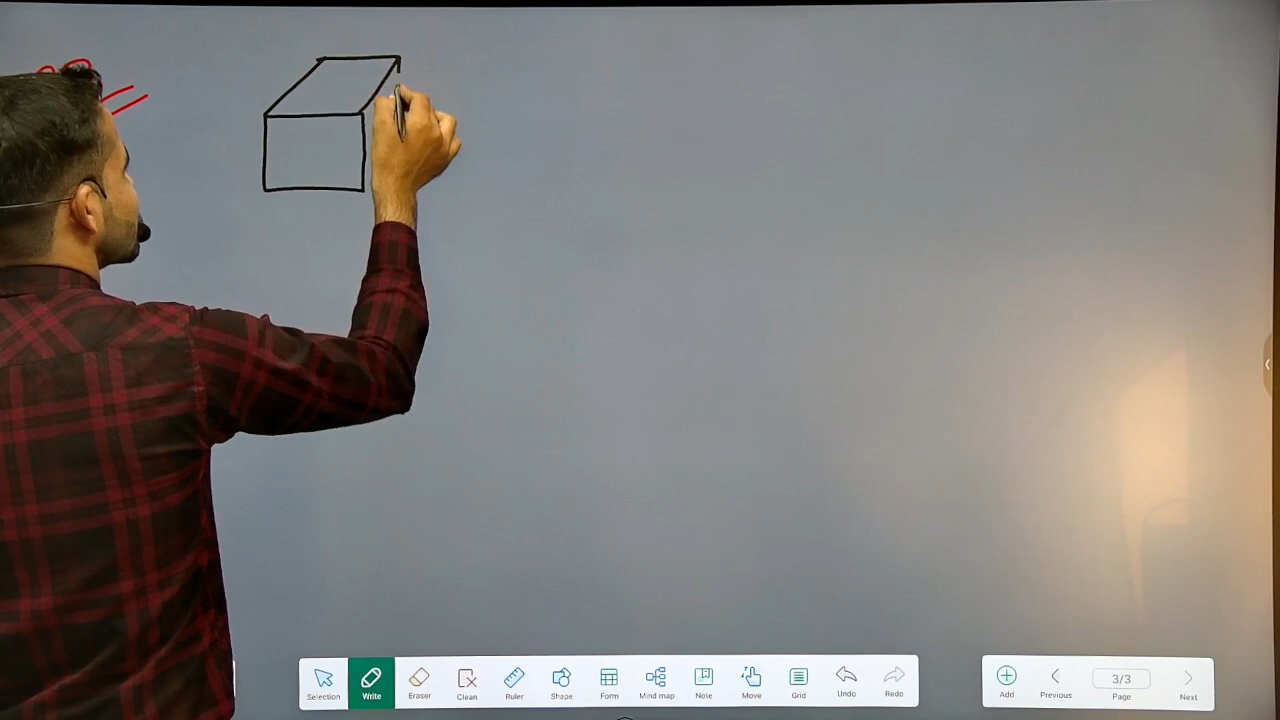 Selection Write Eraser Clean Ruler Shape Form Mind map Note Move Grid Undo Redo
Add Previous 3/3 Page Next